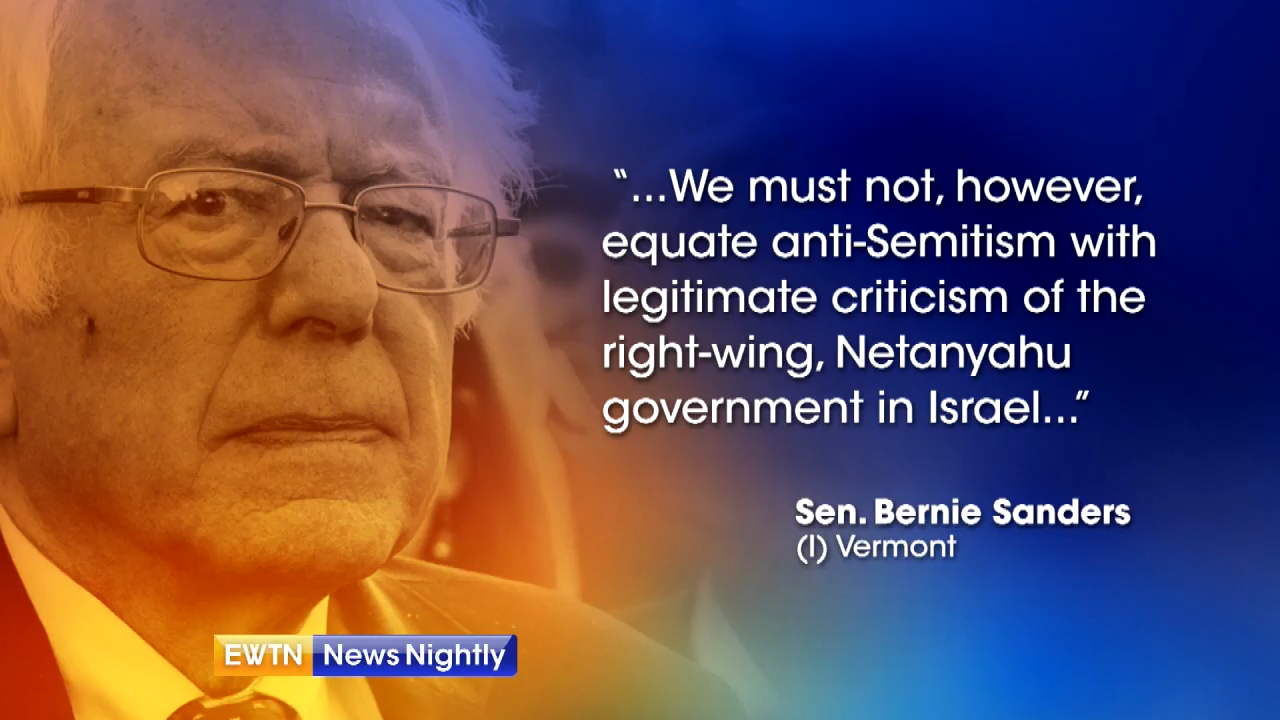 “...We must not, however,
equate anti-Semitism with
legitimate criticism of the
right-wing, Netanyahu
government in Israel...”
Sen. Bernie Sanders
(I) Vermont
EWTN News Nightly